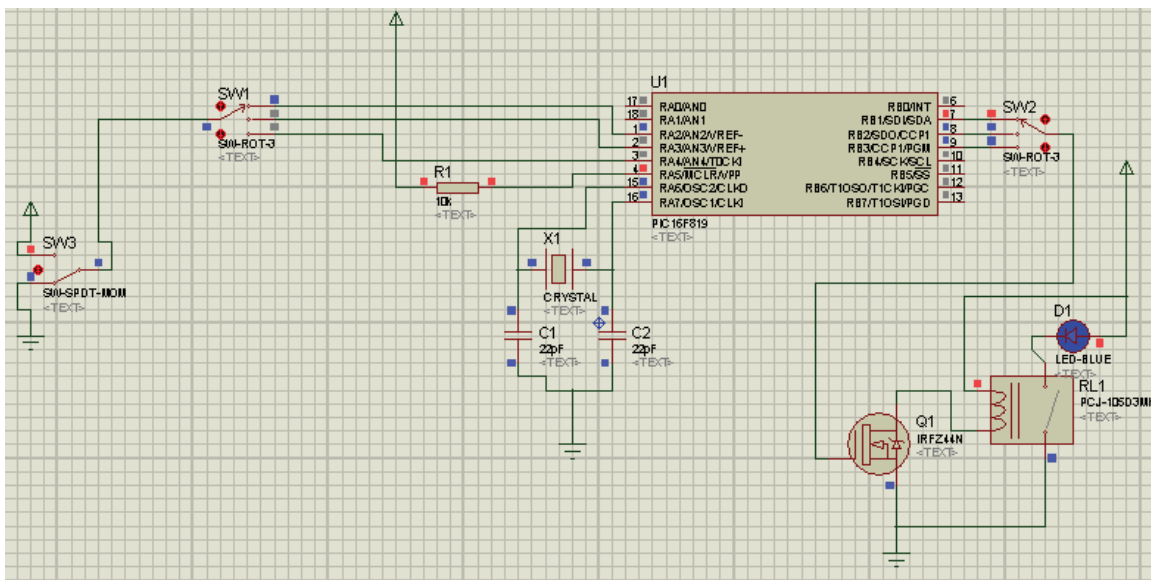 U1
SW1
SW-ROT-3
<TEXT>
17 RA0/AN0
18 RA1/AN1
1 RA2/AN2/VREF-
2 RA3/AN3/VREF+
3 RA4/AN4/T0CKI
4 RA5/MCLR/VPP
15 RA6/OSC2/CLKO
16 RA7/OSC1/CLKI
RB0/INT 6
RB1/SDI/SDA 7
RB2/SDO/CCP1 8
RB3/CCP1/PGM 9
RB4/SCK/SCL 10
RB5/SS 11
RB6/T1OSO/T1CKI/PGC 12
RB7/T1OSI/PGD 13
PIC16F819
<TEXT>
SW2
SW-ROT-3
<TEXT>
R1
10k
<TEXT>
SW3
SW-SPDT-MOM
<TEXT>
X1
CRYSTAL
<TEXT>
C1
22pF
<TEXT>
C2
22pF
<TEXT>
D1
LED-BLUE
<TEXT>
RL1
<TEXT>
Q1
IRFZ44N
<TEXT>